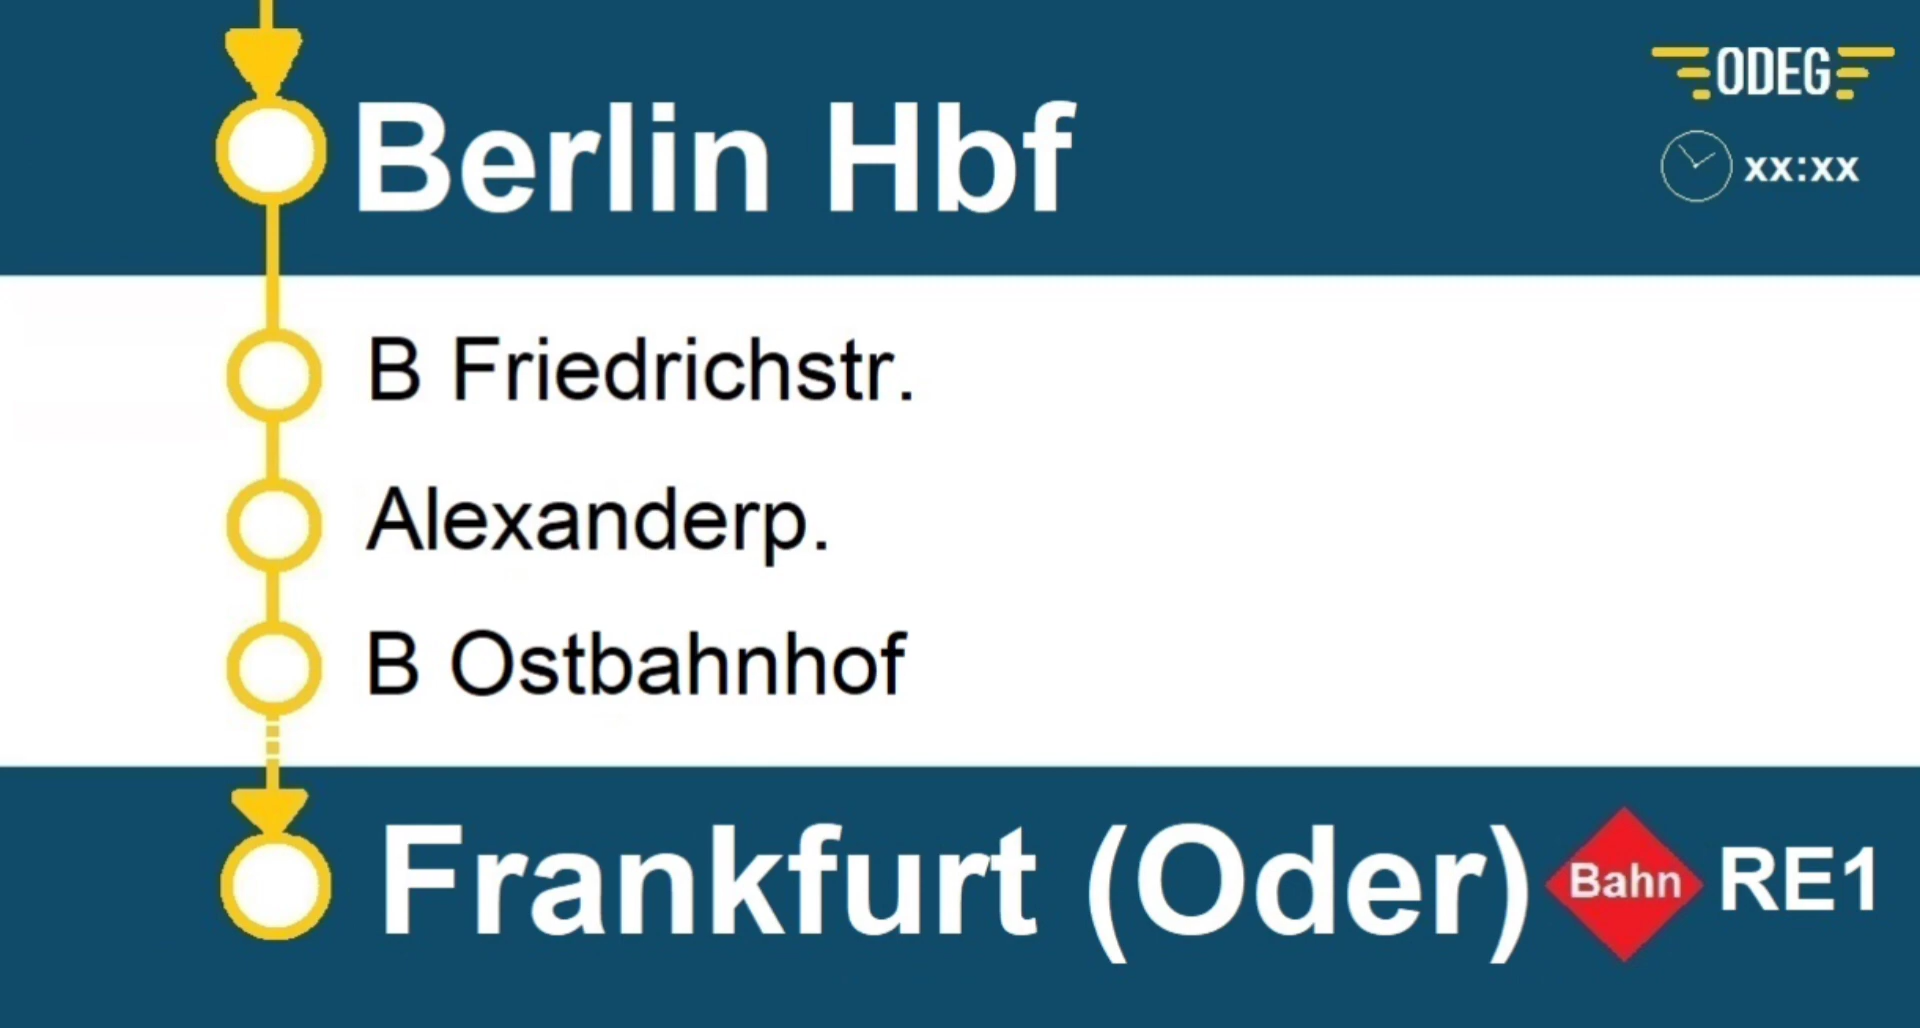 Berlin Hbf
ODEG
xx:xx
B Friedrichstr.
Alexanderp.
B Ostbahnhof
Frankfurt (Oder) Bahn RE1